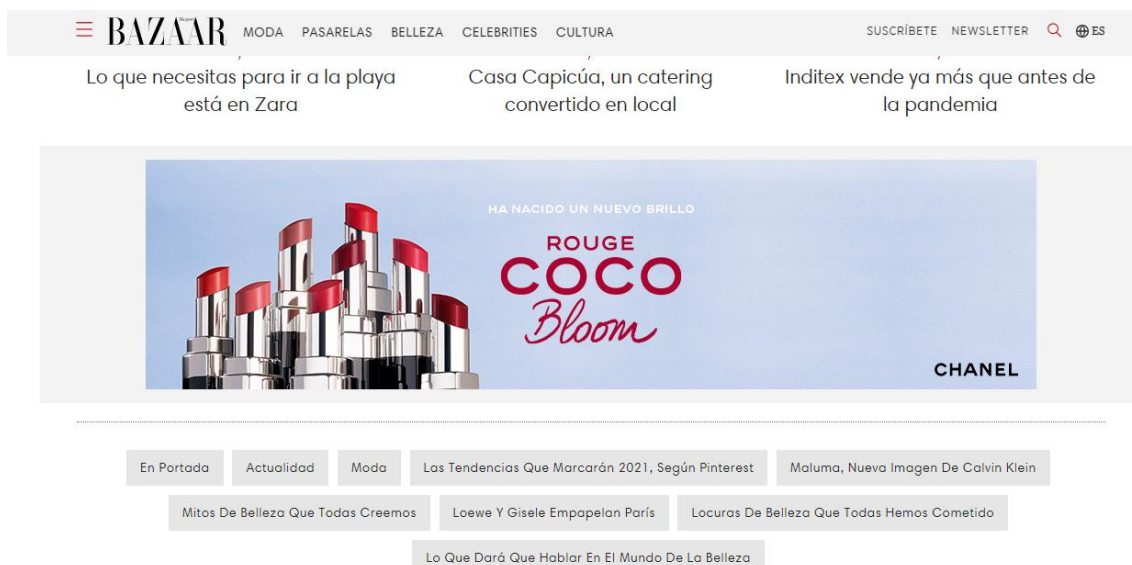 Harper's
BAZAAR MODA PASARELAS BELLEZA CELEBRITIES CULTURA SUSCRÍBETE NEWSLETTER ES
Lo que necesitas para ir a la playa
está en Zara
Casa Capicúa, un catering
convertido en local
Inditex vende ya más que antes de
la pandemia
HA NACIDO UN NUEVO BRILLO
ROUGE
COCO
Bloom
CHANEL
En Portada Actualidad Moda Las Tendencias Que Marcarán 2021, Según Pinterest Maluma, Nueva Imagen De Calvin Klein
Mitos De Belleza Que Todas Creemos Loewe Y Gisele Empapelan París Locuras De Belleza Que Todas Hemos Cometido
Lo Que Dará Que Hablar En El Mundo De La Belleza